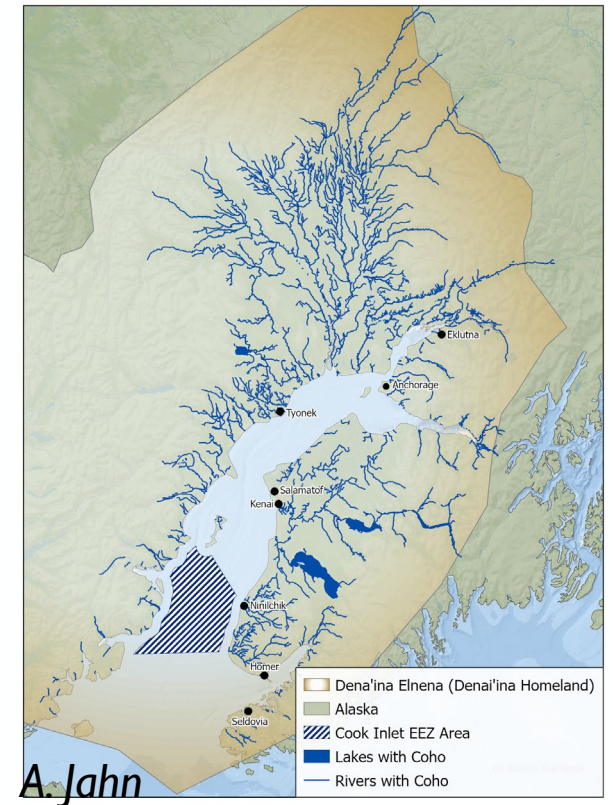 Eklutna
Anchorage
Tyonek
Salamatof
Kenai
Ninilchik
Homer
Seldovia
Dena'ina Elnena (Denai'ina Homeland)
Alaska
Cook Inlet EEZ Area
Lakes with Coho
Rivers with Coho
A. Jahn